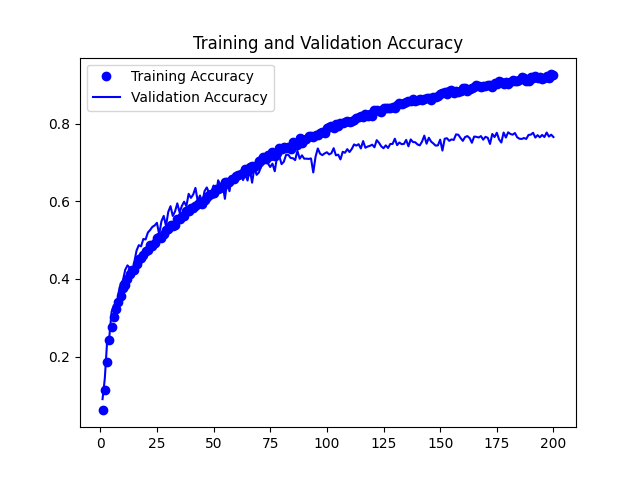 Training and Validation Accuracy
Training Accuracy
Validation Accuracy
0.8
0.6
0.4
0.2
0 25 50 75 100 125 150 175 200